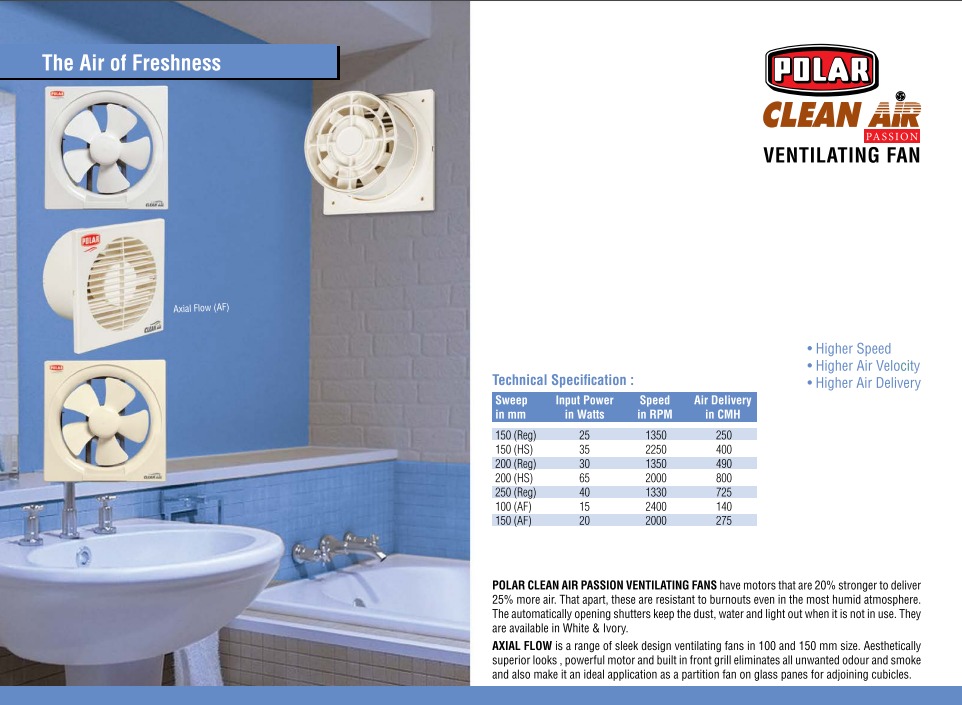 The Air of Freshness
POLAR
POLAR
CLEAN AIR
Axial Flow (AF)
POLAR
CLEAN AIR
POLAR
CLEAN AIR
POLAR
CLEAN AIR
PASSION
VENTILATING FAN
• Higher Speed
• Higher Air Velocity
• Higher Air Delivery
Technical Specification :
Sweep Input Power Speed Air Delivery
in mm in Watts in RPM in CMH
150 (Reg) 25 1350 250
150 (HS) 35 2250 400
200 (Reg) 30 1350 490
200 (HS) 65 2000 800
250 (Reg) 40 1330 725
100 (AF) 15 2400 140
150 (AF) 20 2000 275
POLAR CLEAN AIR PASSION VENTILATING FANS have motors that are 20% stronger to deliver
25% more air. That apart, these are resistant to burnouts even in the most humid atmosphere.
The automatically opening shutters keep the dust, water and light out when it is not in use. They
are available in White & Ivory.
AXIAL FLOW is a range of sleek design ventilating fans in 100 and 150 mm size. Aesthetically
superior looks , powerful motor and built in front grill eliminates all unwanted odour and smoke
and also make it an ideal application as a partition fan on glass panes for adjoining cubicles.